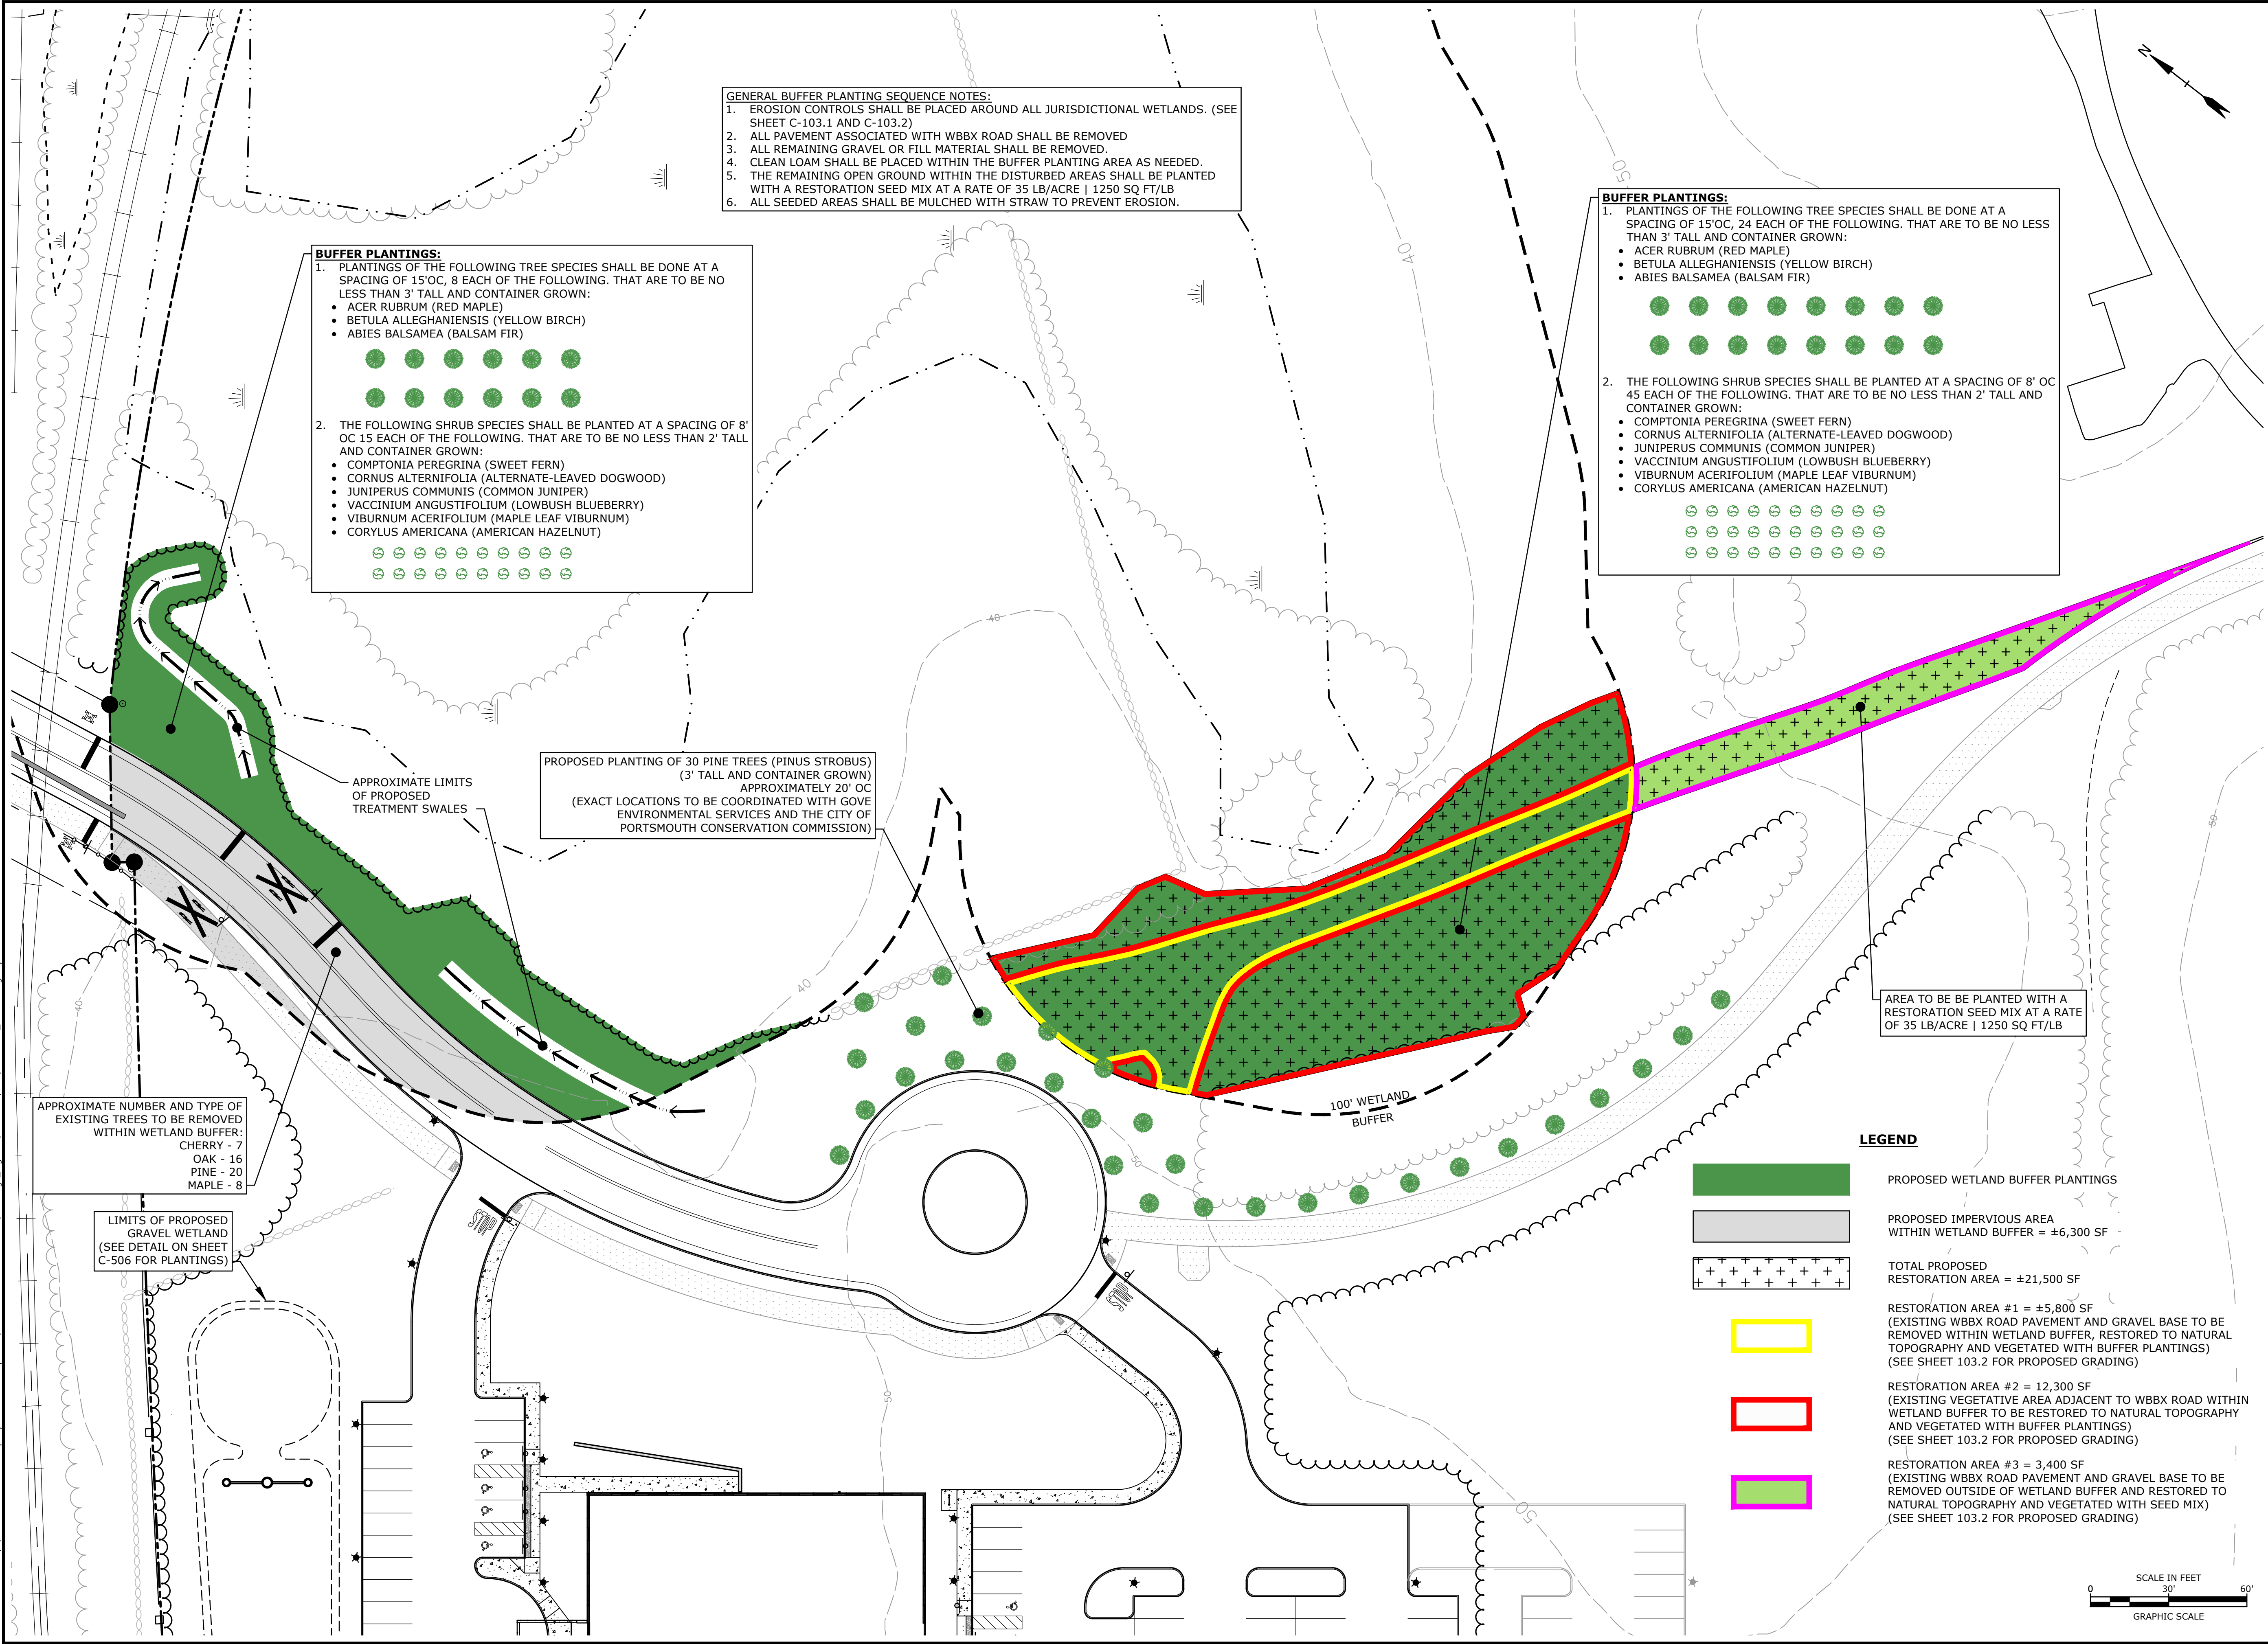 N
GENERAL BUFFER PLANTING SEQUENCE NOTES:
1. EROSION CONTROLS SHALL BE PLACED AROUND ALL JURISDICTIONAL WETLANDS. (SEE
SHEET C-103.1 AND C-103.2)
2. ALL PAVEMENT ASSOCIATED WITH WBBX ROAD SHALL BE REMOVED
3. ALL REMAINING GRAVEL OR FILL MATERIAL SHALL BE REMOVED.
4. CLEAN LOAM SHALL BE PLACED WITHIN THE BUFFER PLANTING AREA AS NEEDED.
5. THE REMAINING OPEN GROUND WITHIN THE DISTURBED AREAS SHALL BE PLANTED
WITH A RESTORATION SEED MIX AT A RATE OF 35 LB/ACRE | 1250 SQ FT/LB
6. ALL SEEDED AREAS SHALL BE MULCHED WITH STRAW TO PREVENT EROSION.
50
40
BUFFER PLANTINGS:
1. PLANTINGS OF THE FOLLOWING TREE SPECIES SHALL BE DONE AT A
SPACING OF 15'OC, 8 EACH OF THE FOLLOWING. THAT ARE TO BE NO
LESS THAN 3' TALL AND CONTAINER GROWN:
• ACER RUBRUM (RED MAPLE)
• BETULA ALLEGHANIENSIS (YELLOW BIRCH)
• ABIES BALSAMEA (BALSAM FIR)
2. THE FOLLOWING SHRUB SPECIES SHALL BE PLANTED AT A SPACING OF 8'
OC 15 EACH OF THE FOLLOWING. THAT ARE TO BE NO LESS THAN 2' TALL
AND CONTAINER GROWN:
• COMPTONIA PEREGRINA (SWEET FERN)
• CORNUS ALTERNIFOLIA (ALTERNATE-LEAVED DOGWOOD)
• JUNIPERUS COMMUNIS (COMMON JUNIPER)
• VACCINIUM ANGUSTIFOLIUM (LOWBUSH BLUEBERRY)
• VIBURNUM ACERIFOLIUM (MAPLE LEAF VIBURNUM)
• CORYLUS AMERICANA (AMERICAN HAZELNUT)
BUFFER PLANTINGS:
1. PLANTINGS OF THE FOLLOWING TREE SPECIES SHALL BE DONE AT A
SPACING OF 15'OC, 24 EACH OF THE FOLLOWING. THAT ARE TO BE NO LESS
THAN 3' TALL AND CONTAINER GROWN:
• ACER RUBRUM (RED MAPLE)
• BETULA ALLEGHANIENSIS (YELLOW BIRCH)
• ABIES BALSAMEA (BALSAM FIR)
2. THE FOLLOWING SHRUB SPECIES SHALL BE PLANTED AT A SPACING OF 8' OC
45 EACH OF THE FOLLOWING. THAT ARE TO BE NO LESS THAN 2' TALL AND
CONTAINER GROWN:
• COMPTONIA PEREGRINA (SWEET FERN)
• CORNUS ALTERNIFOLIA (ALTERNATE-LEAVED DOGWOOD)
• JUNIPERUS COMMUNIS (COMMON JUNIPER)
• VACCINIUM ANGUSTIFOLIUM (LOWBUSH BLUEBERRY)
• VIBURNUM ACERIFOLIUM (MAPLE LEAF VIBURNUM)
• CORYLUS AMERICANA (AMERICAN HAZELNUT)
40
APPROXIMATE LIMITS
OF PROPOSED
TREATMENT SWALES
PROPOSED PLANTING OF 30 PINE TREES (PINUS STROBUS)
(3' TALL AND CONTAINER GROWN)
APPROXIMATELY 20' OC
(EXACT LOCATIONS TO BE COORDINATED WITH GOVE
ENVIRONMENTAL SERVICES AND THE CITY OF
PORTSMOUTH CONSERVATION COMMISSION)
50
40
40
AREA TO BE BE PLANTED WITH A
RESTORATION SEED MIX AT A RATE
OF 35 LB/ACRE | 1250 SQ FT/LB
100' WETLAND
BUFFER
50
APPROXIMATE NUMBER AND TYPE OF
EXISTING TREES TO BE REMOVED
WITHIN WETLAND BUFFER:
CHERRY - 7
OAK - 16
PINE - 20
MAPLE - 8
LIMITS OF PROPOSED
GRAVEL WETLAND
(SEE DETAIL ON SHEET
C-506 FOR PLANTINGS)
STOP
STOP
50
50
LEGEND
PROPOSED WETLAND BUFFER PLANTINGS
PROPOSED IMPERVIOUS AREA
WITHIN WETLAND BUFFER = ±6,300 SF
TOTAL PROPOSED
RESTORATION AREA = ±21,500 SF
RESTORATION AREA #1 = ±5,800 SF
(EXISTING WBBX ROAD PAVEMENT AND GRAVEL BASE TO BE
REMOVED WITHIN WETLAND BUFFER, RESTORED TO NATURAL
TOPOGRAPHY AND VEGETATED WITH BUFFER PLANTINGS)
(SEE SHEET 103.2 FOR PROPOSED GRADING)
RESTORATION AREA #2 = 12,300 SF
(EXISTING VEGETATIVE AREA ADJACENT TO WBBX ROAD WITHIN
WETLAND BUFFER TO BE RESTORED TO NATURAL TOPOGRAPHY
AND VEGETATED WITH BUFFER PLANTINGS)
(SEE SHEET 103.2 FOR PROPOSED GRADING)
RESTORATION AREA #3 = 3,400 SF
(EXISTING WBBX ROAD PAVEMENT AND GRAVEL BASE TO BE
REMOVED OUTSIDE OF WETLAND BUFFER AND RESTORED TO
NATURAL TOPOGRAPHY AND VEGETATED WITH SEED MIX)
(SEE SHEET 103.2 FOR PROPOSED GRADING)
SCALE IN FEET
0 30' 60'
GRAPHIC SCALE